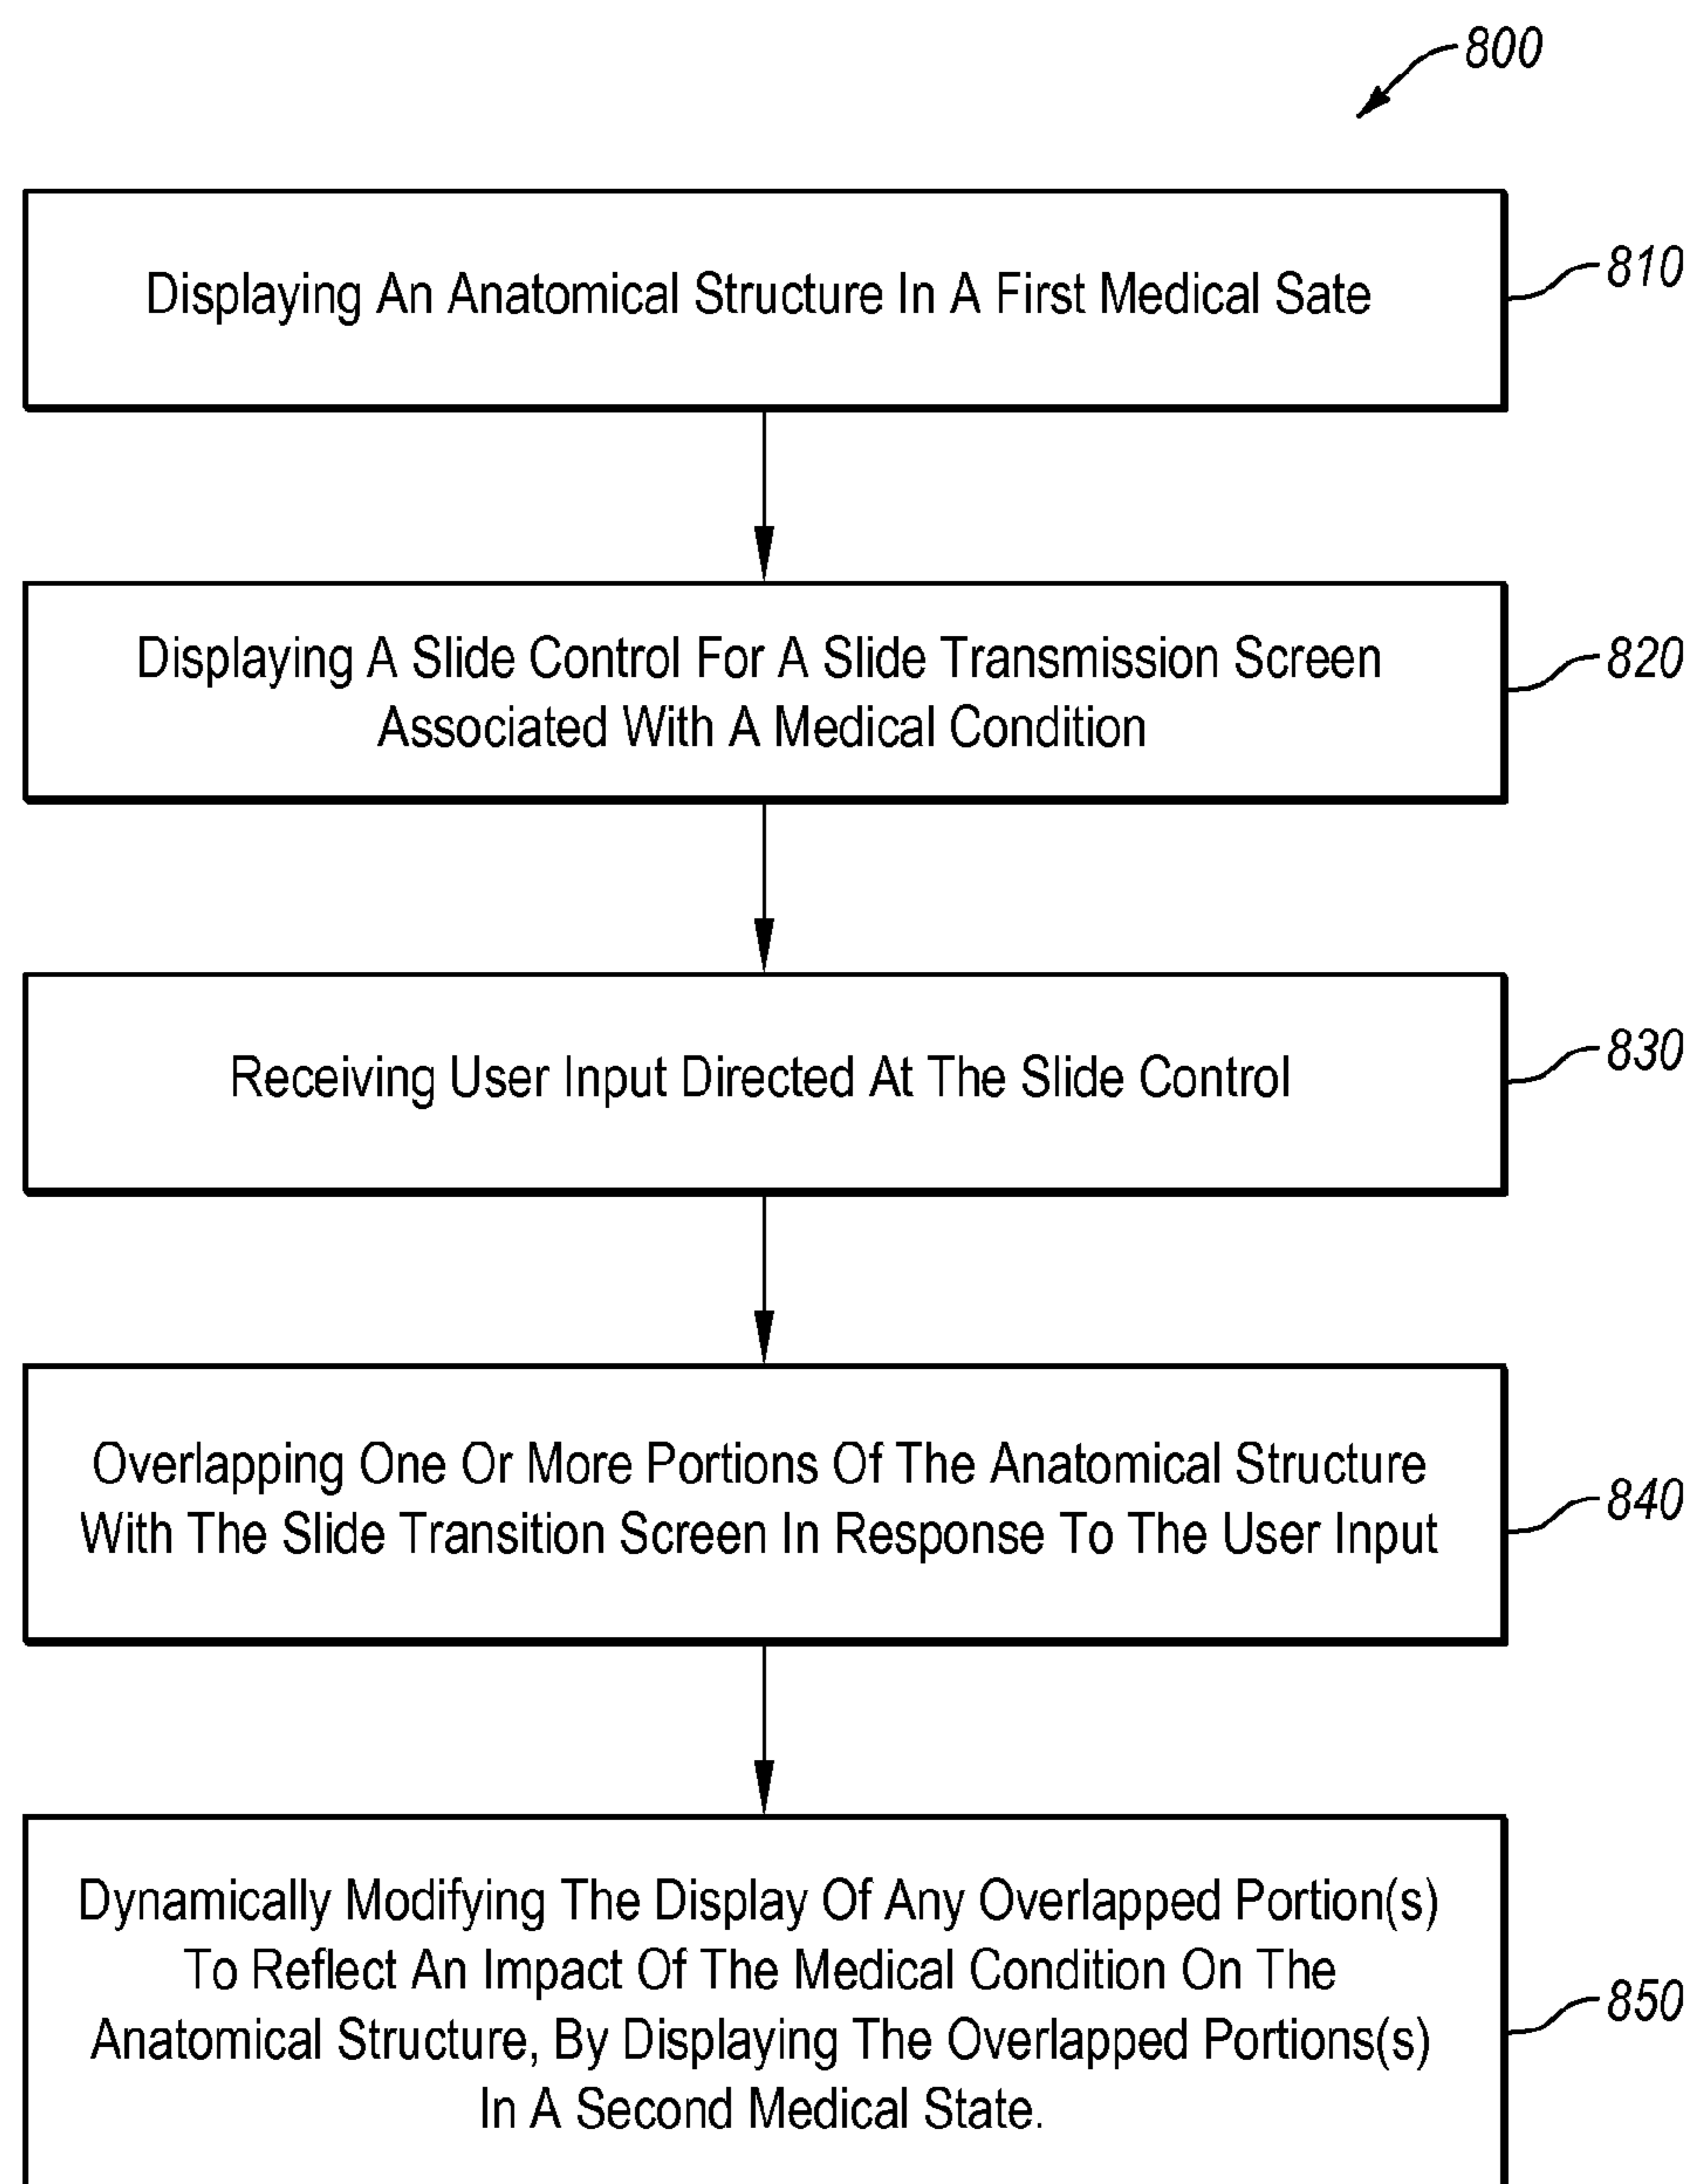 800
Displaying An Anatomical Structure In A First Medical Sate
810
Displaying A Slide Control For A Slide Transmission Screen
Associated With A Medical Condition
820
Receiving User Input Directed At The Slide Control
830
Overlapping One Or More Portions Of The Anatomical Structure
With The Slide Transition Screen In Response To The User Input
840
Dynamically Modifying The Display Of Any Overlapped Portion(s)
To Reflect An Impact Of The Medical Condition On The
Anatomical Structure, By Displaying The Overlapped Portions(s)
In A Second Medical State.
850